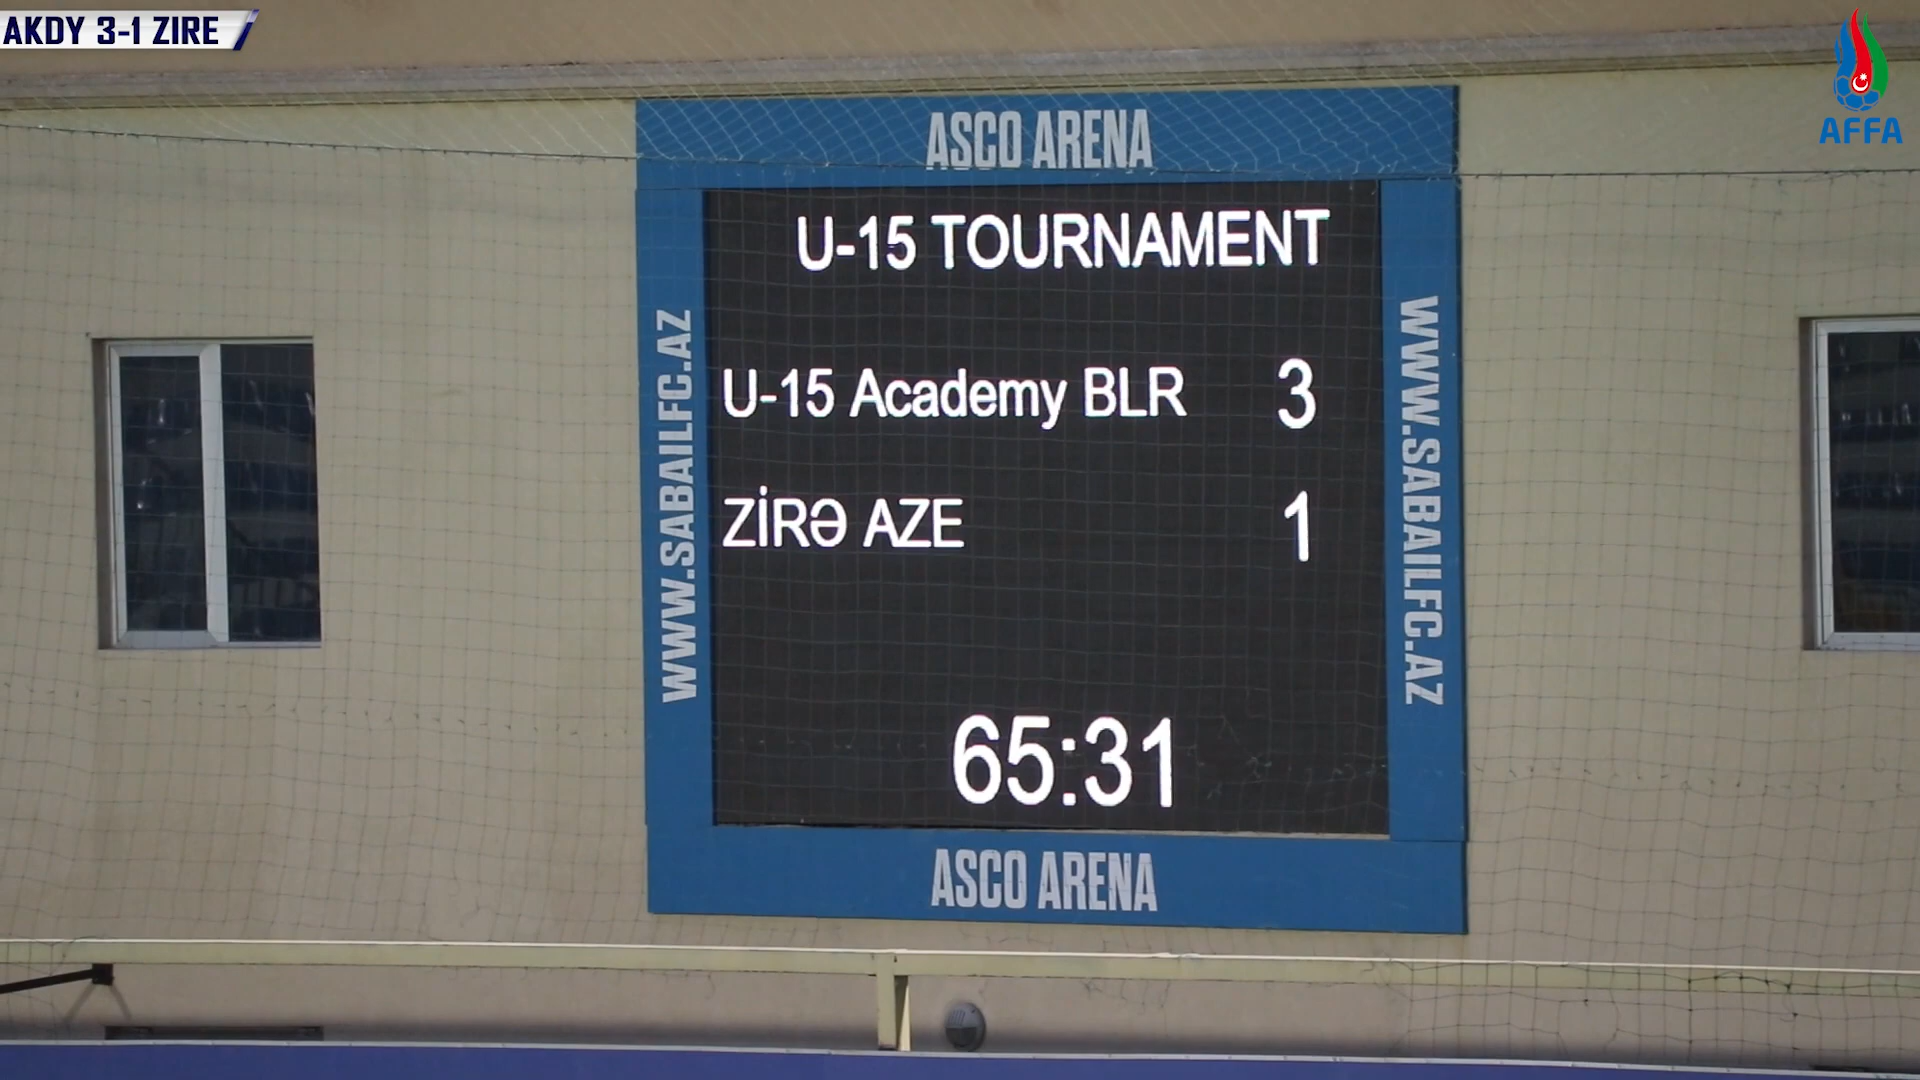 AKDY 3-1 ZIRE
AFFA
ASCO ARENA
U-15 TOURNAMENT
U-15 Academy BLR 3
ZİRƏ AZE 1
65:31
WWW.SABAILFC.AZ
WWW.SABAILFC.AZ
ASCO ARENA